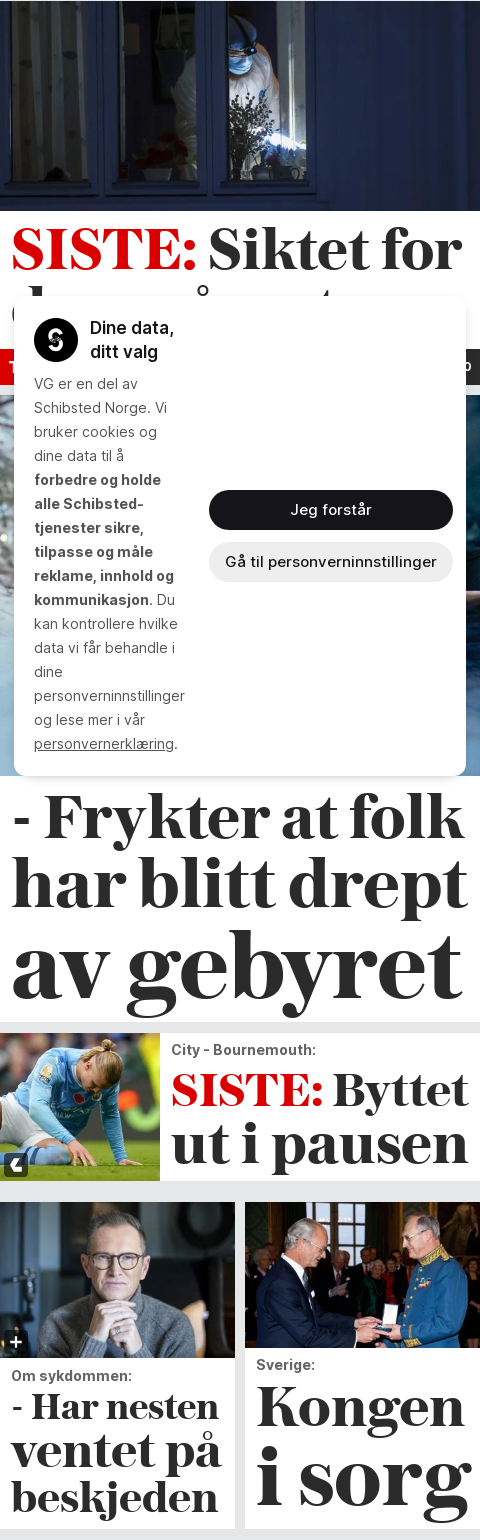 SISTE: Siktet for
Dine data,
ditt valg
VG er en del av
Schibsted Norge. Vi
bruker cookies og
dine data til å
forbedre og holde
alle Schibsted-
tjenester sikre,
tilpasse og måle
reklame, innhold og
kommunikasjon. Du
kan kontrollere hvilke
data vi får behandle i
dine
personverninnstillinger
og lese mer i vår
personvernerklæring.
Jeg forstår
Gå til personverninnstillinger
- Frykter at folk
har blitt drept
av gebyret
City - Bournemouth:
SISTE: Byttet
ut i pausen
Om sykdommen:
- Har nesten
ventet på
beskjeden
Sverige:
Kongen
i sorg